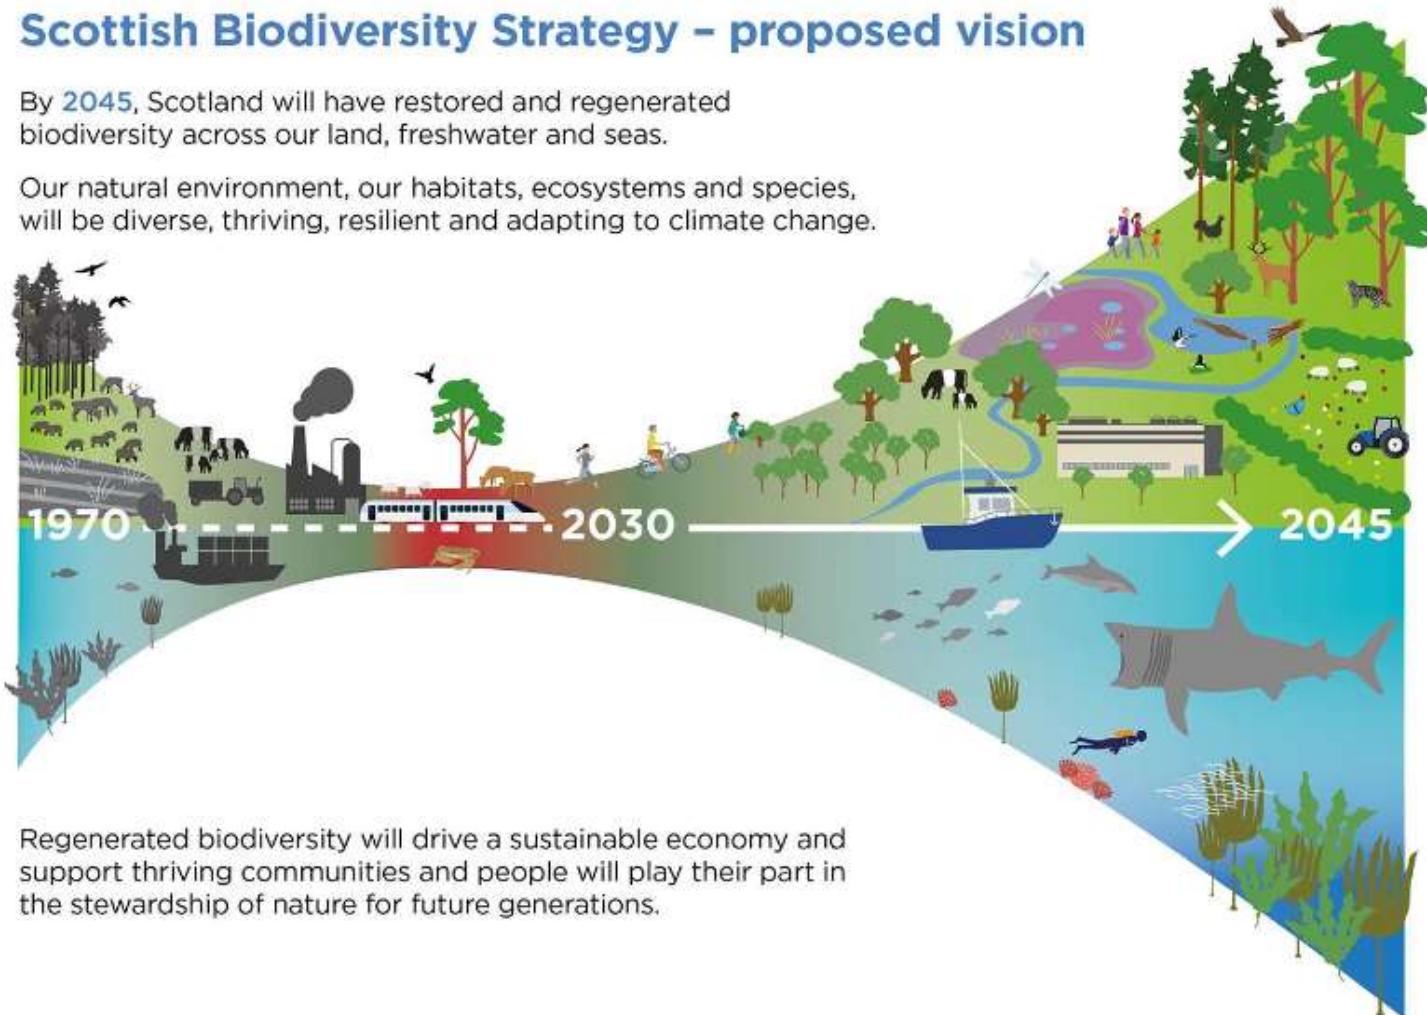 Scottish Biodiversity Strategy – proposed vision
By 2045, Scotland will have restored and regenerated
biodiversity across our land, freshwater and seas.
Our natural environment, our habitats, ecosystems and species,
will be diverse, thriving, resilient and adapting to climate change.
1970 2030 2045
Regenerated biodiversity will drive a sustainable economy and
support thriving communities and people will play their part in
the stewardship of nature for future generations.